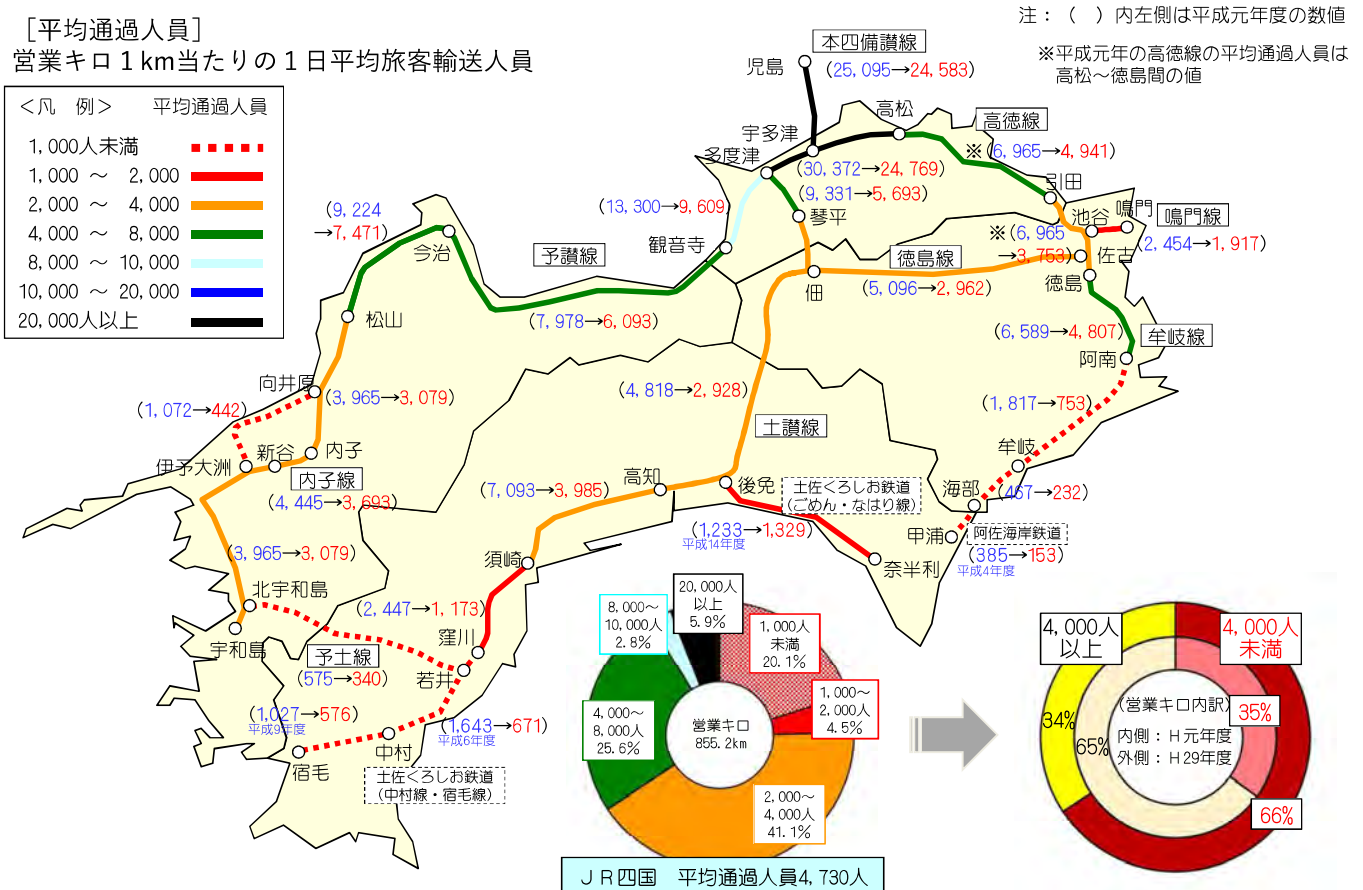 ［平均通過人員］
営業キロ１km当たりの１日平均旅客輸送人員
注：（　）内左側は平成元年度の数値
※平成元年の高徳線の平均通過人員は
高松～徳島間の値
＜凡　例＞　平均通過人員
1,000人未満
1,000 ～ 2,000
2,000 ～ 4,000
4,000 ～ 8,000
8,000 ～ 10,000
10,000 ～ 20,000
20,000人以上
本四備讃線
児島
(25,095→24,583)
高松
宇多津
多度津
高徳線
※(6,965→4,941)
(30,372→24,769)
(9,331→5,693)
引田
(13,300→9,609)
琴平
池谷
鳴門
鳴門線
(2,454→1,917)
※(6,965
→3,753)
佐古
(9,224
→7,471)
今治
観音寺
予讃線
徳島線
佃
(5,096→2,962)
徳島
(7,978→6,093)
松山
(6,589→4,807)
牟岐線
阿南
向井原
(3,965→3,079)
(4,818→2,928)
(1,072→442)
(1,817→753)
土讃線
伊予大洲
新谷
内子
内子線
(4,445→3,693)
牟岐
高知
(7,093→3,985)
後免
土佐くろしお鉄道
（ごめん・なはり線）
海部
(467→232)
(1,233→1,329)
平成14年度
甲浦
阿佐海岸鉄道
(385→153)
平成4年度
奈半利
(3,965→3,079)
須崎
北宇和島
(2,447→1,173)
宇和島
窪川
予土線
(575→340)
若井
(1,027→576)
平成9年度
(1,643→671)
平成6年度
中村
宿毛
土佐くろしお鉄道
（中村線・宿毛線）
8,000～
10,000人
2.8%
20,000人
以上
5.9%
1,000人
未満
20.1%
1,000～
2,000人
4.5%
4,000～
8,000人
25.6%
営業キロ
855.2km
2,000～
4,000人
41.1%
ＪＲ四国　平均通過人員4,730人
4,000人
以上
4,000人
未満
34%
65%
35%
66%
(営業キロ内訳)
内側：Ｈ元年度
外側：Ｈ29年度